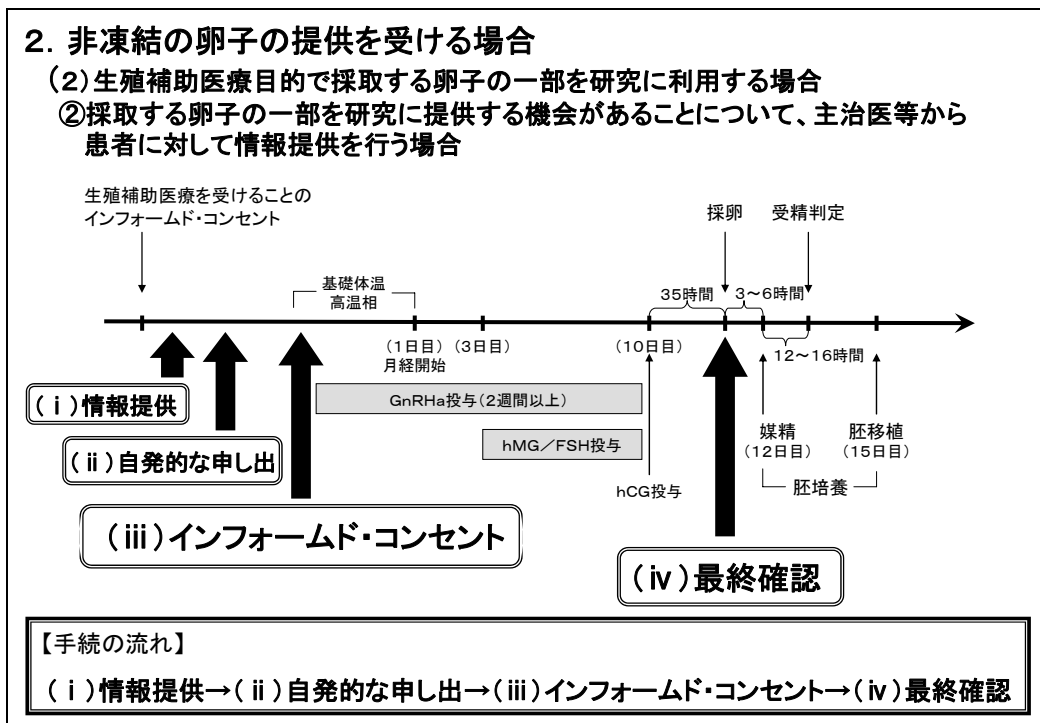 ２．非凍結の卵子の提供を受ける場合
（２）生殖補助医療目的で採取する卵子の一部を研究に利用する場合
②採取する卵子の一部を研究に提供する機会があることについて、主治医等から
患者に対して情報提供を行う場合
生殖補助医療を受けることの
インフォームド・コンセント
採卵
受精判定
基礎体温
高温相
35時間
３～６時間
（１日目）
月経開始
（３日目）
（10日目）
12～16時間
（ⅰ）情報提供
GnRHa投与（２週間以上）
（ⅱ）自発的な申し出
hMG／FSH投与
媒精
（12日目）
胚移植
（15日目）
hCG投与
胚培養
（ⅲ）インフォームド・コンセント
（ⅳ）最終確認
【手続の流れ】
（ⅰ）情報提供→（ⅱ）自発的な申し出→（ⅲ）インフォームド・コンセント→（ⅳ）最終確認